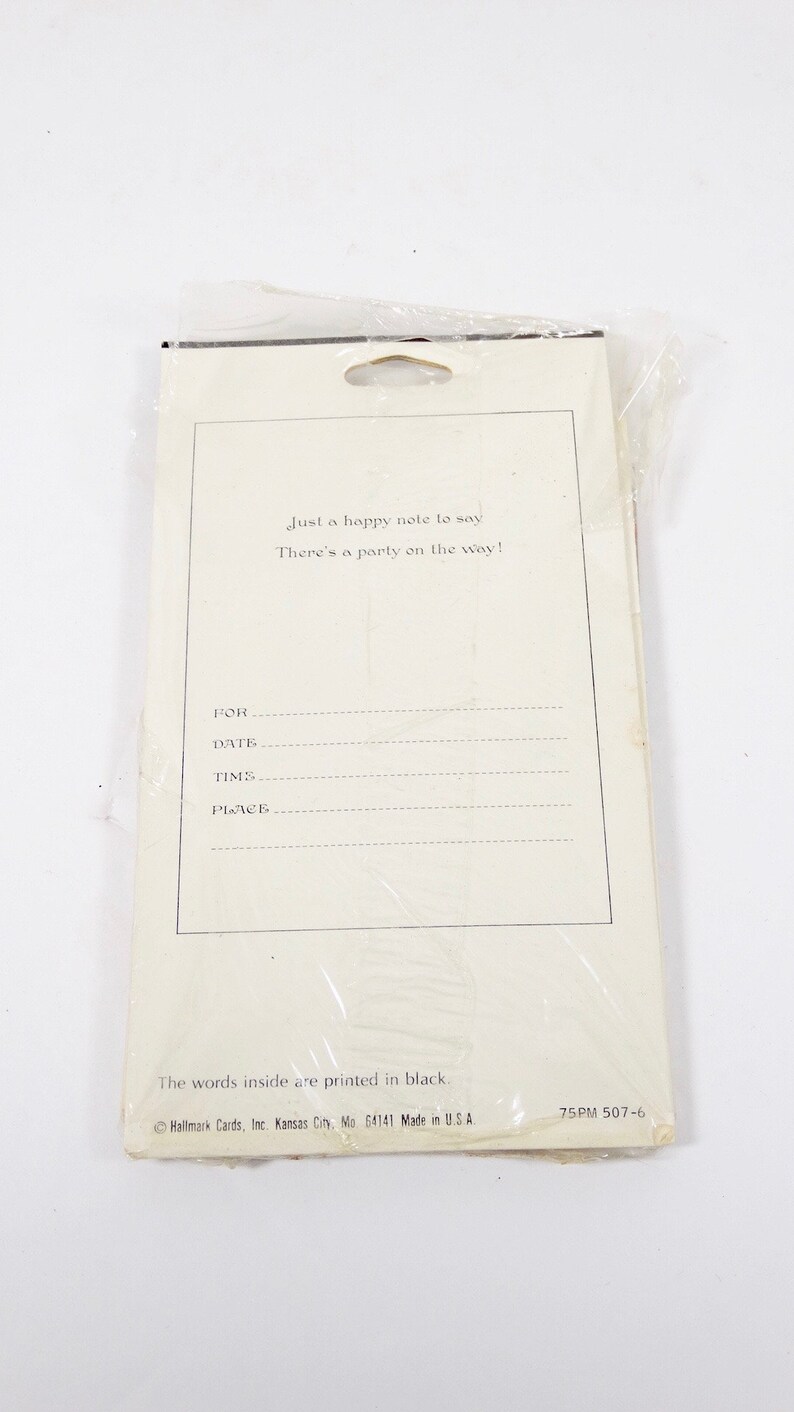 Just a happy note to say
There's a party on the way!
FOR
DATE
TIME
PLACE
The words inside are printed in black.
© Hallmark Cards, Inc. Kansas City, Mo. 64141 Made in U.S.A.
75PM 507-6